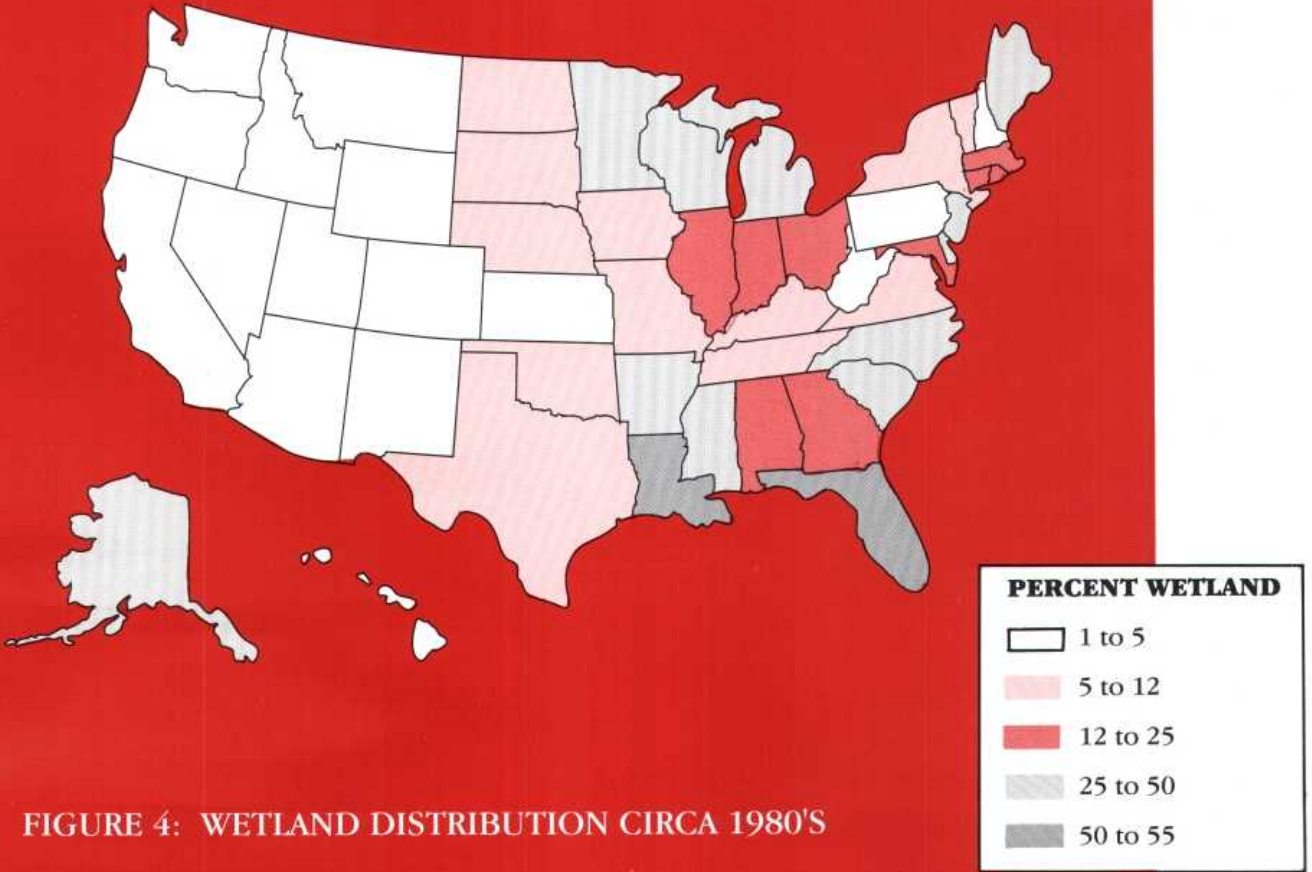 PERCENT WETLAND
1 to 5
5 to 12
12 to 25
25 to 50
50 to 55
FIGURE 4: WETLAND DISTRIBUTION CIRCA 1980'S